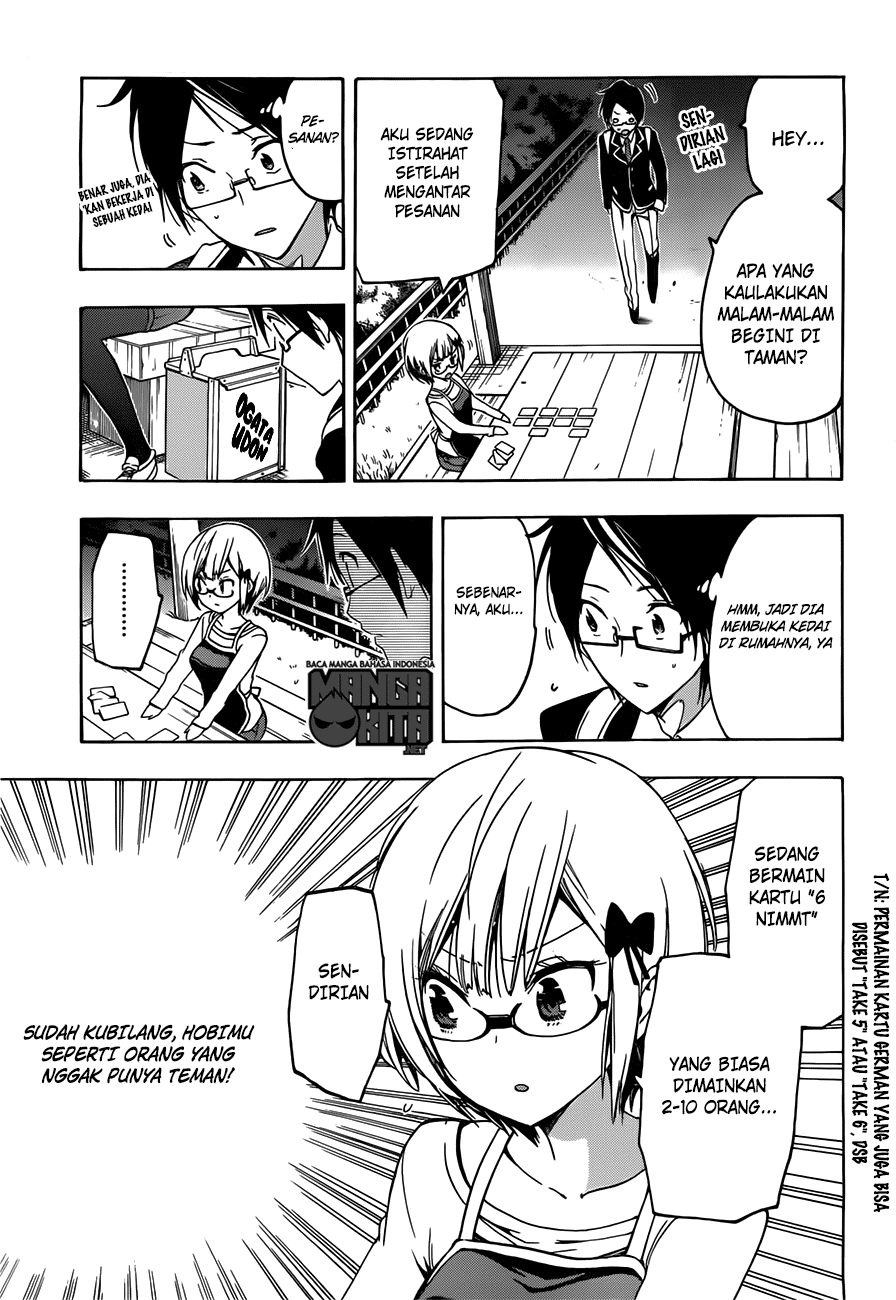 HEY...
SEN-
DIRIAN
LAGI
APA YANG
KAULAKUKAN
MALAM-MALAM
BEGINI DI
TAMAN?
AKU SEDANG
ISTIRAHAT
SETELAH
MENGANTAR
PESANAN
PE-
SANAN?
BENAR JUGA, DIA
'KAN BEKERJA DI
SEBUAH KEDAI
OGATA
UDON
HMM, JADI DIA
MEMBUKA KEDAI
DI RUMAHNYA, YA
SEBENAR-
NYA, AKU...
..........
BACA MANGA BAHASA INDONESIA
MANGA
KITA
.NET
SEDANG
BERMAIN
KARTU "6
NIMMT"
YANG BIASA
DIMAINKAN
2-10 ORANG...
SEN-
DIRIAN
SUDAH KUBILANG, HOBIMU
SEPERTI ORANG YANG
NGGAK PUNYA TEMAN!
T/N: PERMAINAN KARTU GERMAN YANG JUGA BISA
DISEBUT "TAKE 5" ATAU "TAKE 6", DSB